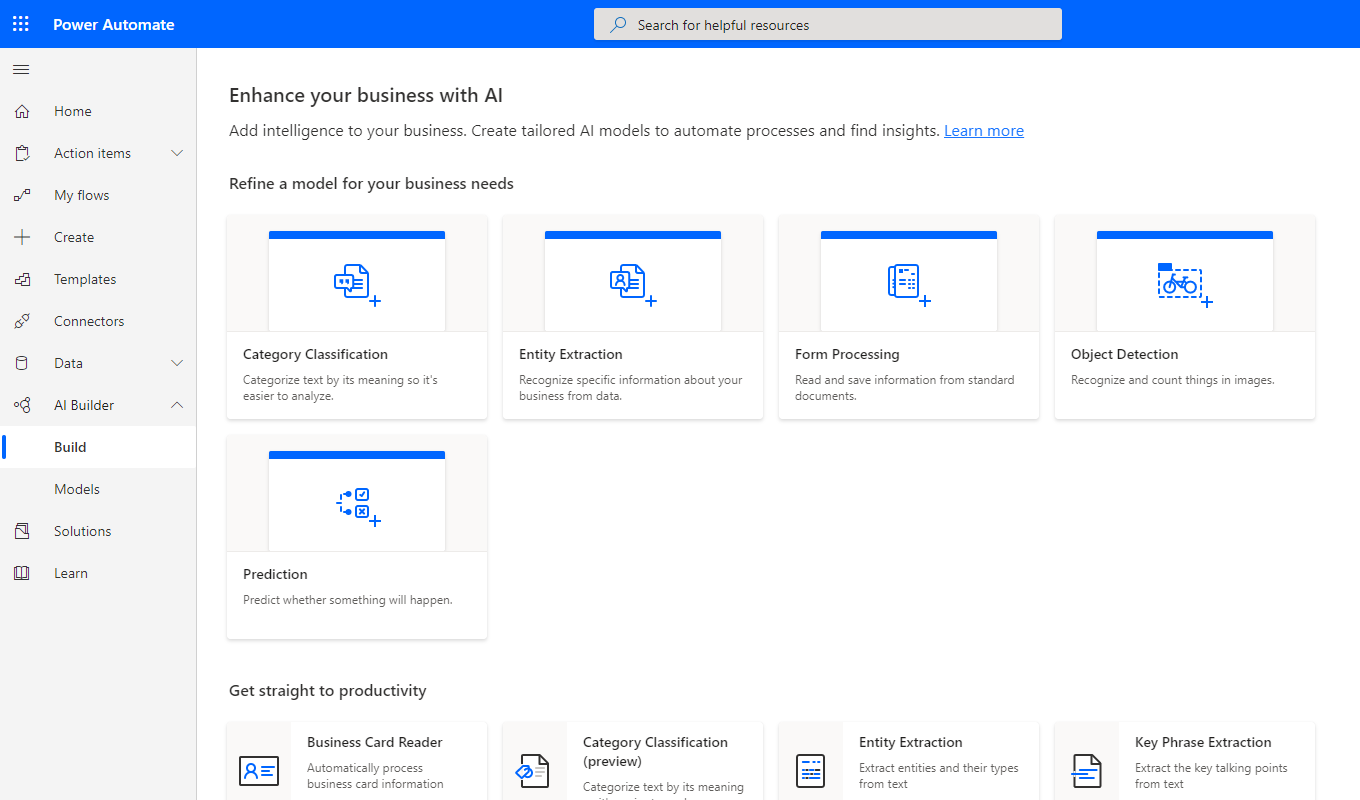 Power Automate
Search for helpful resources
Home
Action items
My flows
Create
Templates
Connectors
Data
AI Builder
Build
Models
Solutions
Learn
Enhance your business with AI
Add intelligence to your business. Create tailored AI models to automate processes and find insights. Learn more
Refine a model for your business needs
Category Classification
Categorize text by its meaning so it's
easier to analyze.
Entity Extraction
Recognize specific information about your
business from data.
Form Processing
Read and save information from standard
documents.
Object Detection
Recognize and count things in images.
Prediction
Predict whether something will happen.
Get straight to productivity
Business Card Reader
Automatically process
business card information
Category Classification
(preview)
Categorize text by its meaning
Entity Extraction
Extract entities and their types
from text
Key Phrase Extraction
Extract the key talking points
from text